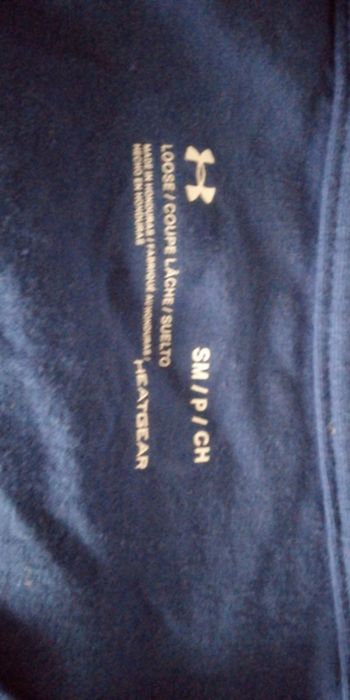 SM / P / CH
LOOSE / COUPE LÂCHE / SUELTO
MADE IN HONDURAS / FABRIQUÉ AU HONDURAS /
HECHO EN HONDURAS
HEATGEAR